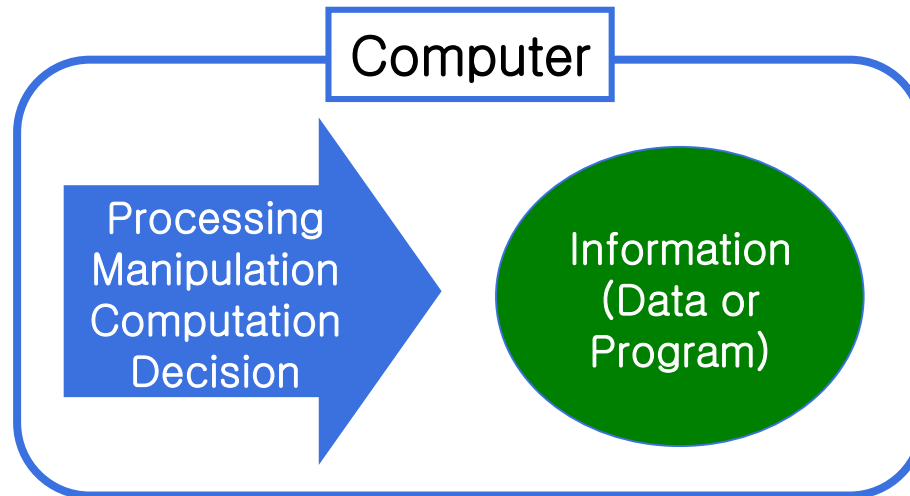 Computer
Processing
Manipulation
Computation
Decision
Information
(Data or
Program)